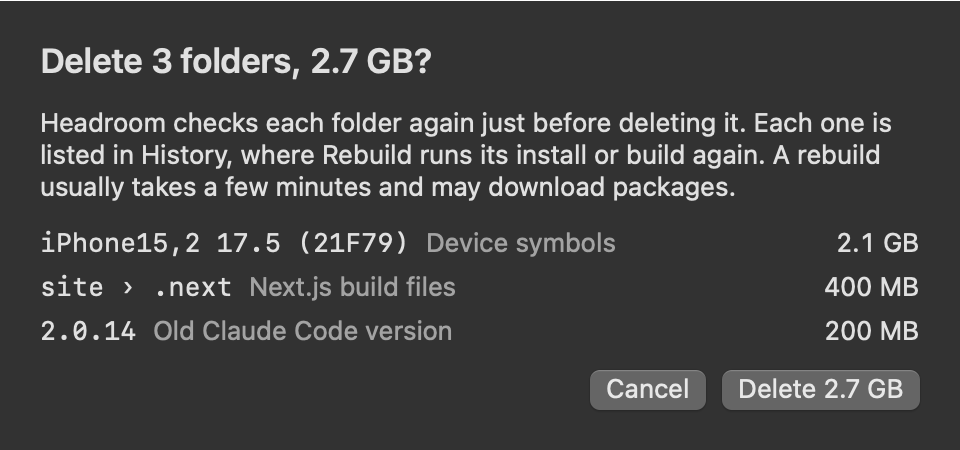 Delete 3 folders, 2.7 GB?
Headroom checks each folder again just before deleting it. Each one is
listed in History, where Rebuild runs its install or build again. A rebuild
usually takes a few minutes and may download packages.
iPhone15,2 17.5 (21F79) Device symbols 2.1 GB
site › .next Next.js build files 400 MB
2.0.14 Old Claude Code version 200 MB
Cancel Delete 2.7 GB